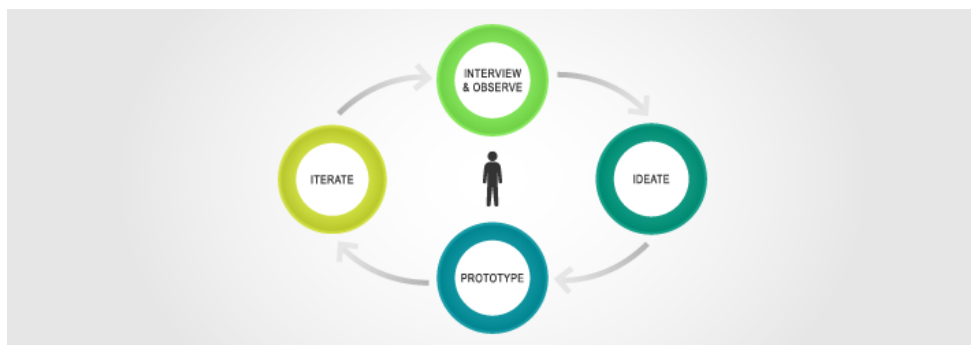 INTERVIEW
& OBSERVE
ITERATE
IDEATE
PROTOTYPE